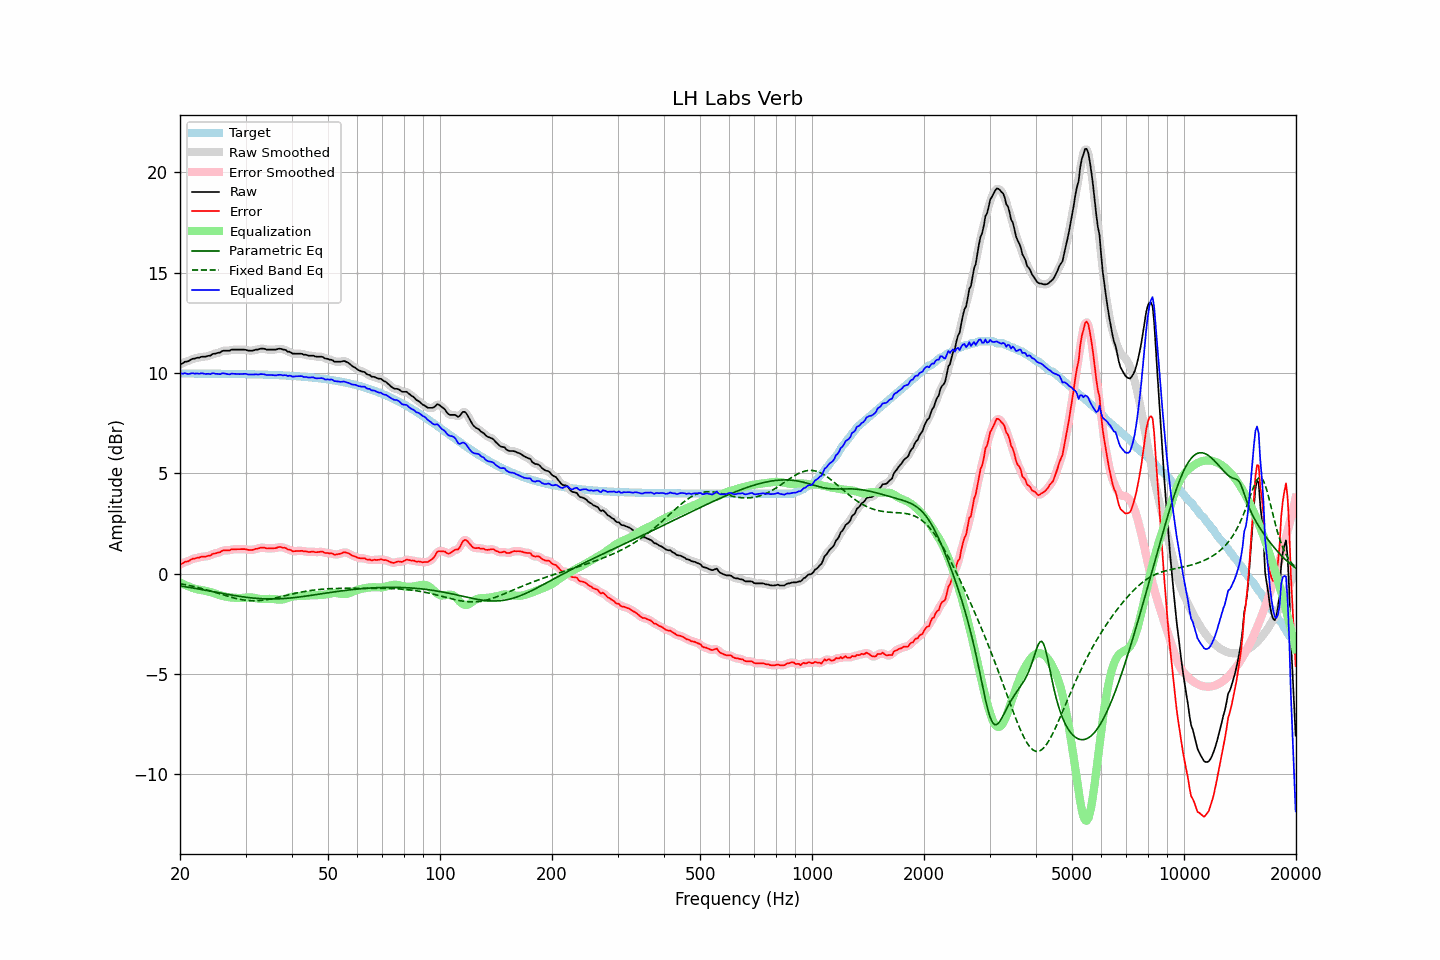 LH Labs Verb
Target
Raw Smoothed
Error Smoothed
Raw
Error
Equalization
Parametric Eq
Fixed Band Eq
Equalized
Amplitude (dBr)
20
15
10
5
0
−5
−10
20 50 100 200 500 1000 2000 5000 10000 20000
Frequency (Hz)